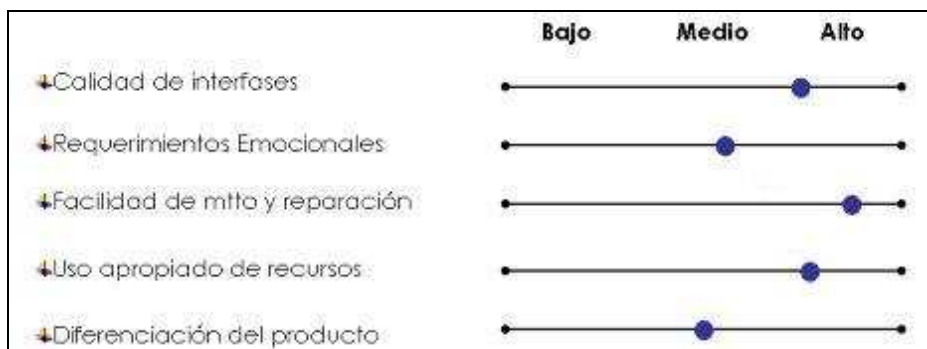 Bajo Medio Alto
Calidad de interfases
Requerimientos Emocionales
Facilidad de mtto y reparación
Uso apropiado de recursos
Diferenciación del producto